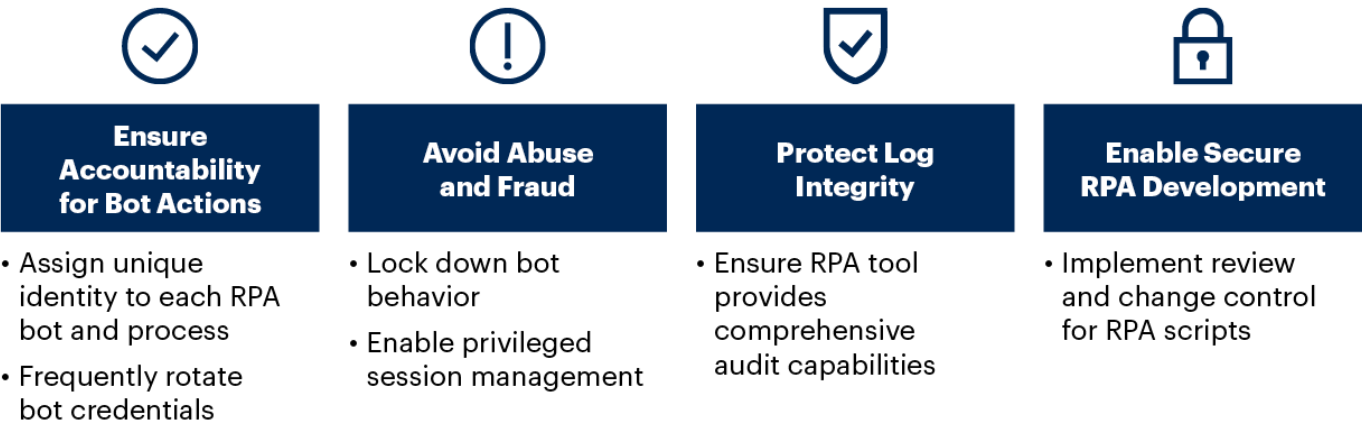 Ensure
Accountability
for Bot Actions
• Assign unique
identity to each RPA
bot and process
• Frequently rotate
bot credentials
Avoid Abuse
and Fraud
• Lock down bot
behavior
• Enable privileged
session management
Protect Log
Integrity
• Ensure RPA tool
provides
comprehensive
audit capabilities
Enable Secure
RPA Development
• Implement review
and change control
for RPA scripts